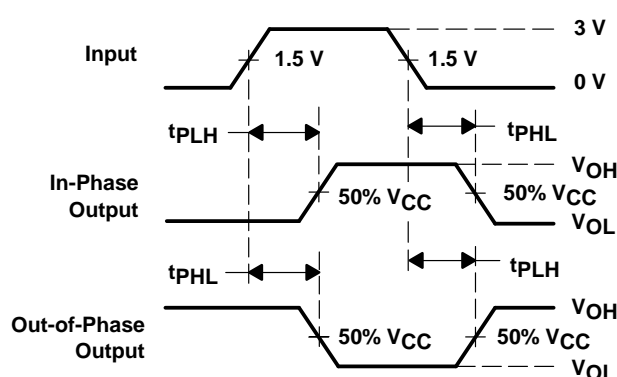 3 V
Input
1.5 V
1.5 V
0 V
tPLH
tPHL
VOH
In-Phase
Output
50% VCC
50% VCC
VOL
tPHL
tPLH
VOH
Out-of-Phase
Output
50% VCC
50% VCC
VOL